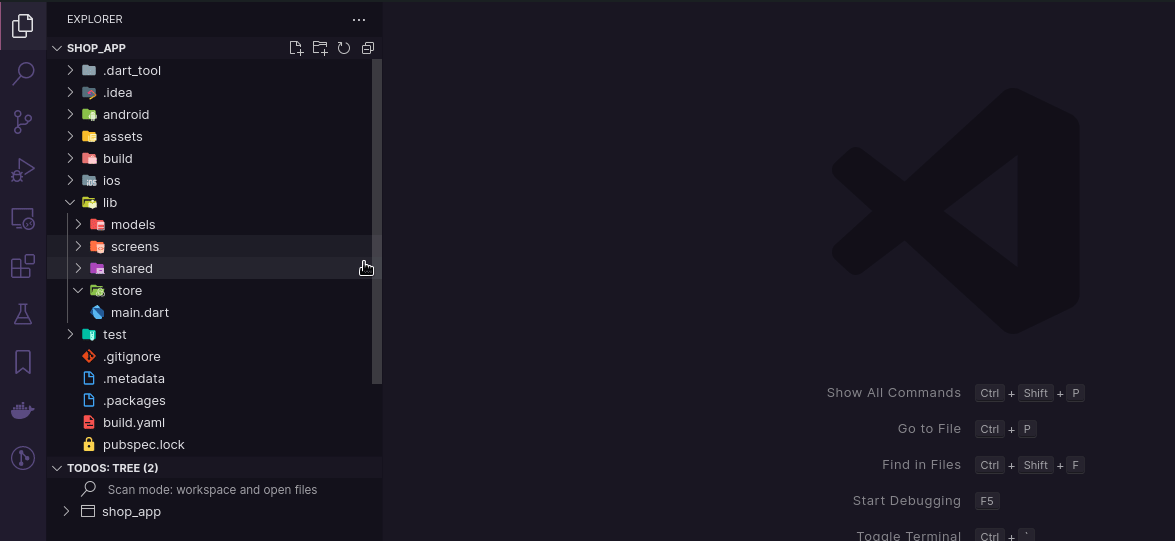 EXPLORER
SHOP_APP
.dart_tool
.idea
android
assets
build
ios
lib
models
screens
shared
store
main.dart
test
.gitignore
.metadata
.packages
build.yaml
pubspec.lock
TODOS: TREE (2)
Scan mode: workspace and open files
shop_app
Show All Commands Ctrl + Shift + P
Go to File Ctrl + P
Find in Files Ctrl + Shift + F
Start Debugging F5
Toggle Terminal Ctrl + `